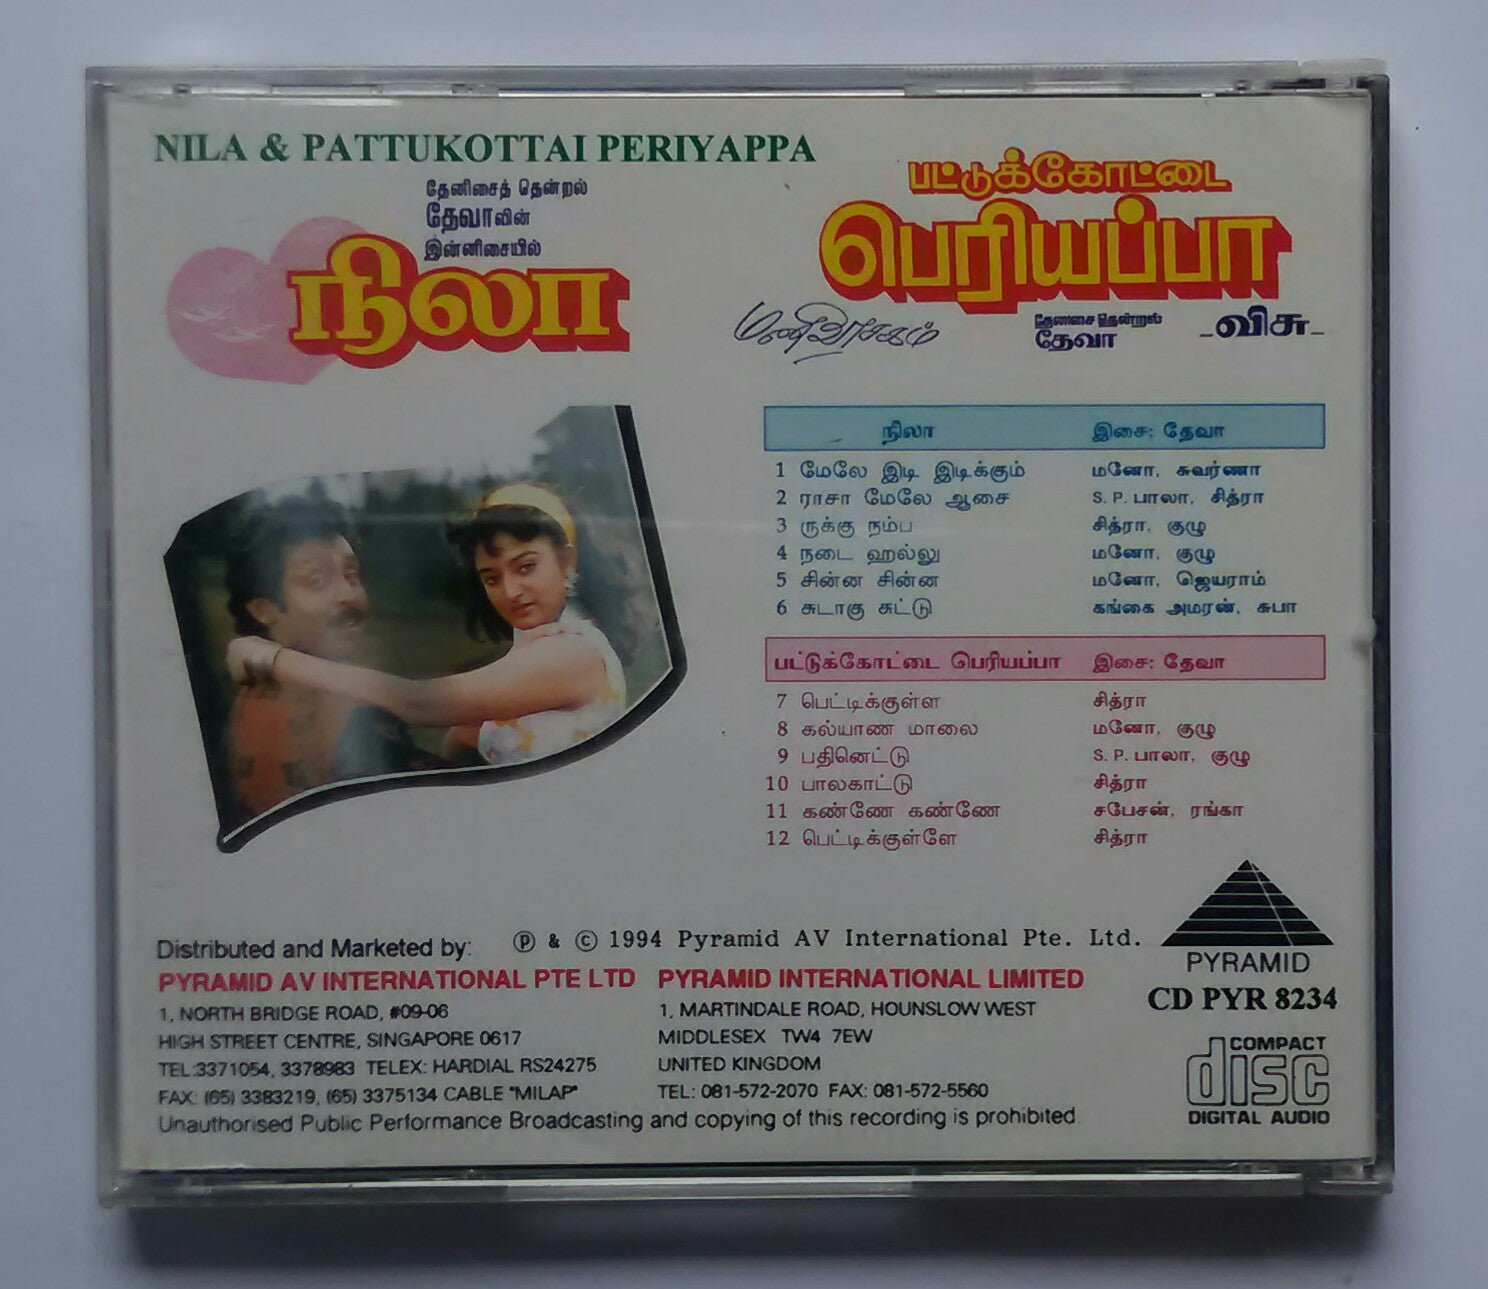 NILA & PATTUKOTTAI PERIYAPPA
தேனிசைத் தென்றல்
தேவாவின்
இன்னிசையில்
நிலா
பட்டுக்கோட்டை
பெரியப்பா
மணிவாசகம்
தேனிசை தென்றல்
தேவா
_விசு_
நிலா இசை: தேவா
1 மேலே இடி இடிக்கும் மனோ, சுவர்ணா
2 ராசா மேலே ஆசை S. P. பாலா, சித்ரா
3 ருக்கு நம்ப சித்ரா, குழு
4 நடை ஹல்லு மனோ, குழு
5 சின்ன சின்ன மனோ, ஜெயராம்
6 சுடாகு சுட்டு கங்கை அமரன், சுபா
பட்டுக்கோட்டை பெரியப்பா இசை: தேவா
7 பெட்டிக்குள்ள சித்ரா
8 கல்யாண மாலை மனோ, குழு
9 பதினெட்டு S. P. பாலா, குழு
10 பாலகாட்டு சித்ரா
11 கண்ணே கண்ணே சபேசன், ரங்கா
12 பெட்டிக்குள்ளே சித்ரா
Distributed and Marketed by: ℗ & © 1994 Pyramid AV International Pte. Ltd.
PYRAMID AV INTERNATIONAL PTE LTD
1, NORTH BRIDGE ROAD, #09-06
HIGH STREET CENTRE, SINGAPORE 0617
TEL:3371054, 3378983 TELEX: HARDIAL RS24275
FAX: (65) 3383219, (65) 3375134 CABLE "MILAP"
PYRAMID INTERNATIONAL LIMITED
1, MARTINDALE ROAD, HOUNSLOW WEST
MIDDLESEX TW4 7EW
UNITED KINGDOM
TEL: 081-572-2070 FAX: 081-572-5560
Unauthorised Public Performance Broadcasting and copying of this recording is prohibited
PYRAMID
CD PYR 8234
COMPACT
disc
DIGITAL AUDIO